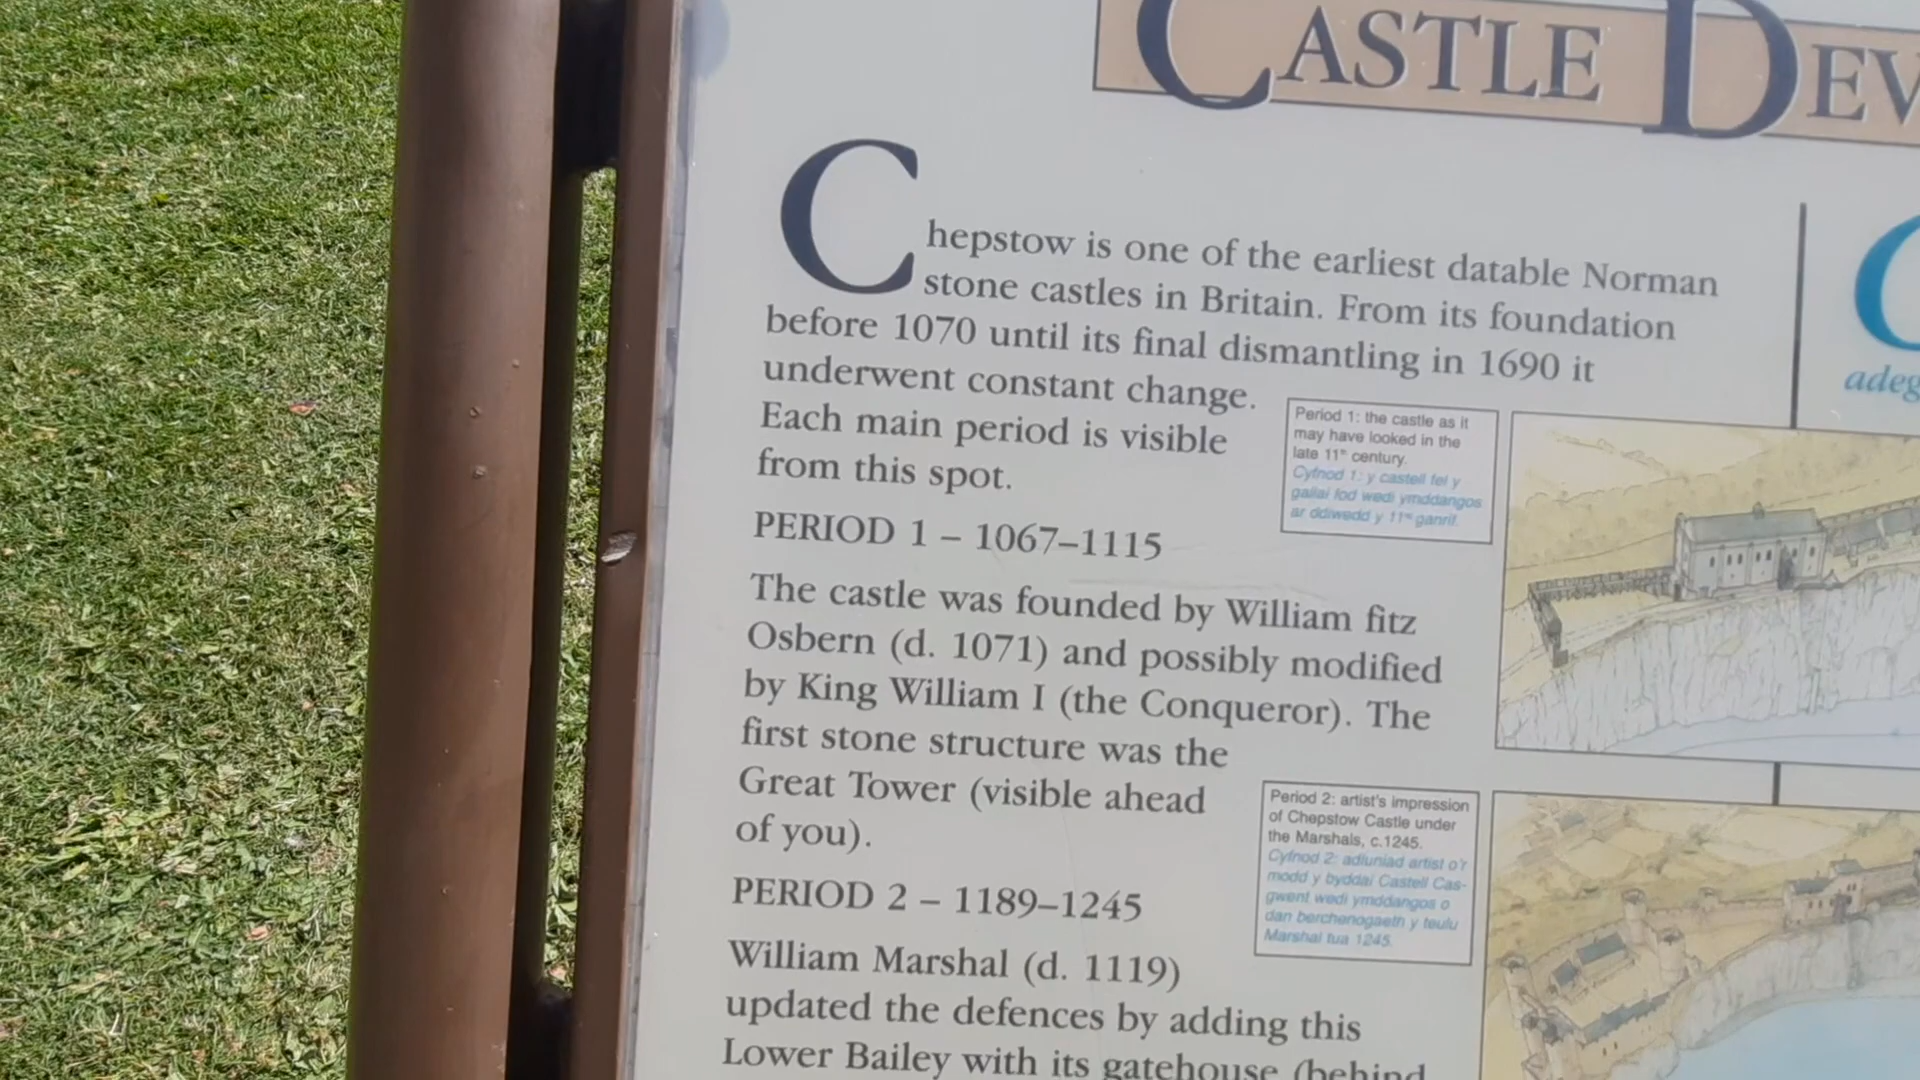 CASTLE DEV
Chepstow is one of the earliest datable Norman
stone castles in Britain. From its foundation
before 1070 until its final dismantling in 1690 it
underwent constant change.
Each main period is visible
from this spot.
PERIOD 1 – 1067–1115
The castle was founded by William fitz
Osbern (d. 1071) and possibly modified
by King William I (the Conqueror). The
first stone structure was the
Great Tower (visible ahead
of you).
PERIOD 2 – 1189–1245
William Marshal (d. 1119)
updated the defences by adding this
Lower Bailey with its gatehouse (behind
Period 1: the castle as it
may have looked in the
late 11th century.
Cyfnod 1: y castell fel y
gallai fod wedi ymddangos
ar ddiwedd y 11eg ganrif.
Period 2: artist's impression
of Chepstow Castle under
the Marshals, c.1245.
Cyfnod 2: adluniad artist o'r
modd y byddai Castell Cas-
gwent wedi ymddangos o
dan berchenogaeth y teulu
Marshal tua 1245.
C
adeg